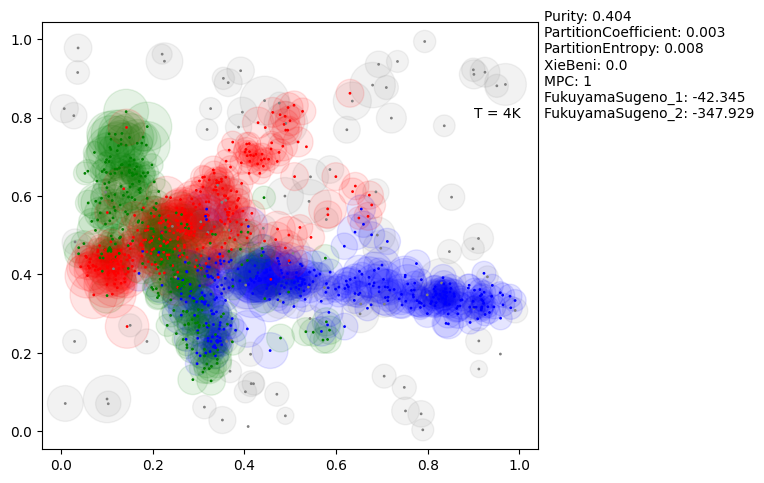 Purity: 0.404
PartitionCoefficient: 0.003
PartitionEntropy: 0.008
XieBeni: 0.0
MPC: 1
FukuyamaSugeno_1: -42.345
FukuyamaSugeno_2: -347.929
T = 4K
1.0
0.8
0.6
0.4
0.2
0.0
0.0 0.2 0.4 0.6 0.8 1.0